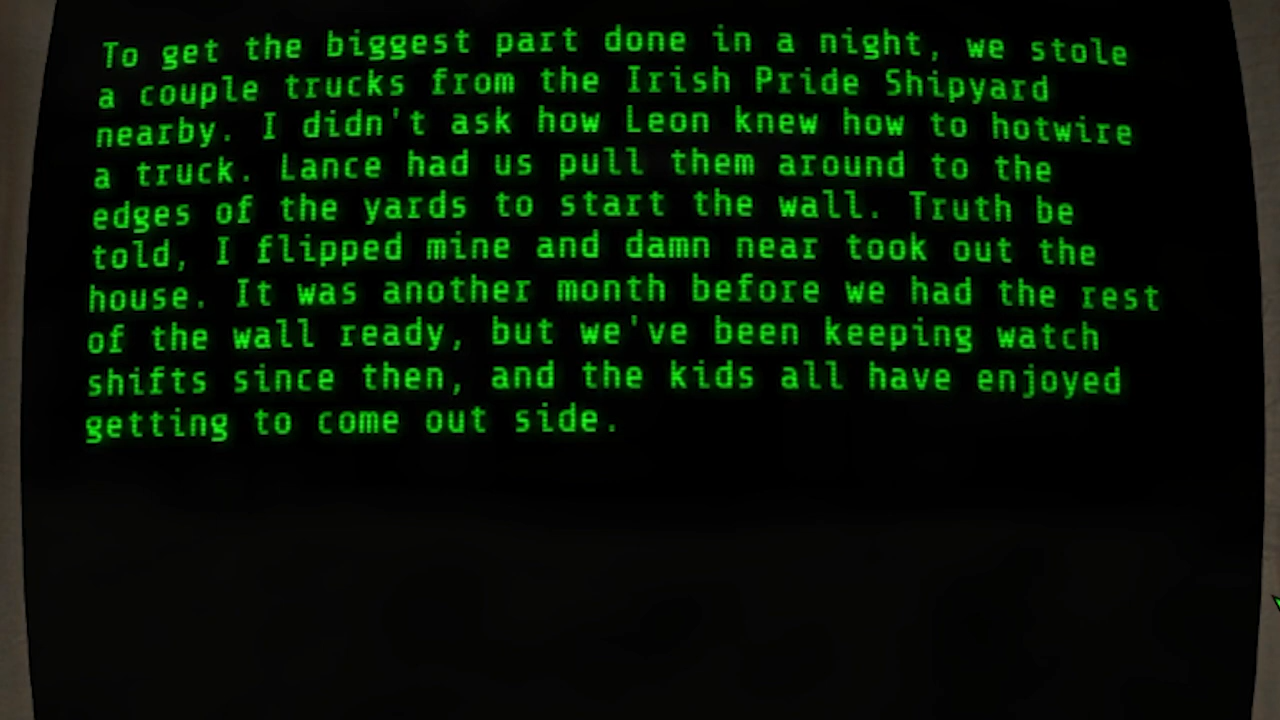 To get the biggest part done in a night, we stole
a couple trucks from the Irish Pride Shipyard
nearby. I didn't ask how Leon knew how to hotwire
a truck. Lance had us pull them around to the
edges of the yards to start the wall. Truth be
told, I flipped mine and damn near took out the
house. It was another month before we had the rest
of the wall ready, but we've been keeping watch
shifts since then, and the kids all have enjoyed
getting to come out side.